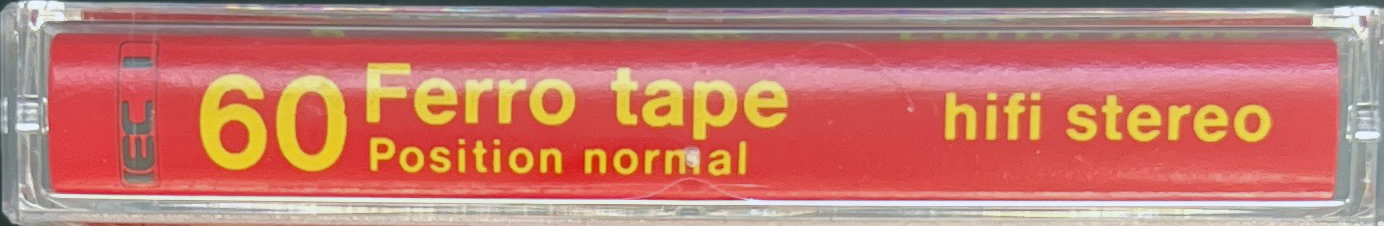 IEC I
60 Ferro tape
Position normal
hifi stereo